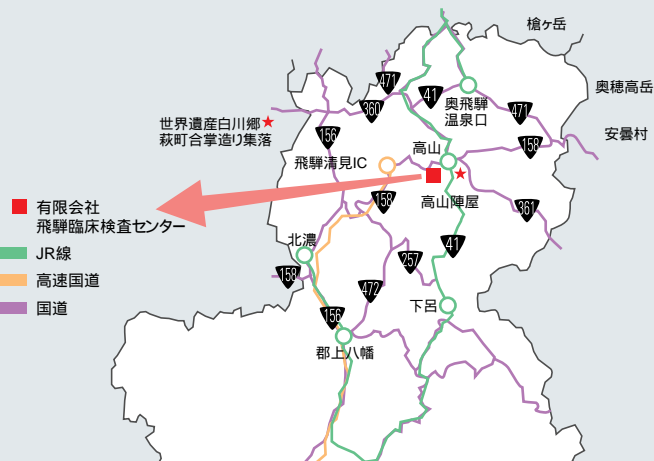 槍ヶ岳
奥穂高岳
471
41
奥飛騨
温泉口
471
360
世界遺産白川郷★
萩町合掌造り集落
156
安曇村
158
高山
飛騨清見IC
★
高山陣屋
158
361
有限会社
飛騨臨床検査センター
JR線
高速国道
国道
北濃
41
257
158
472
下呂
156
郡上八幡